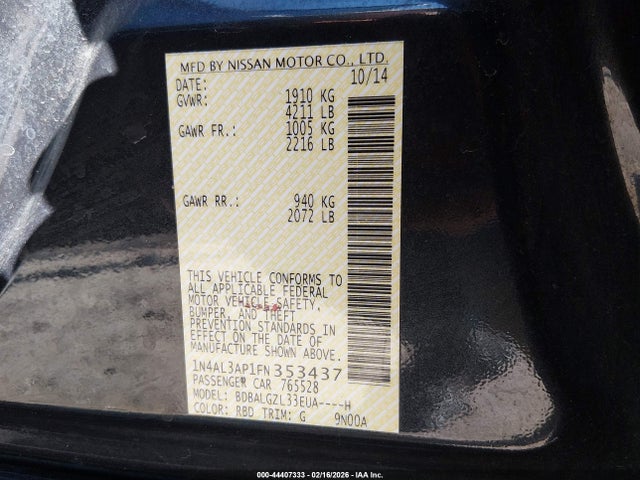 MFD BY NISSAN MOTOR CO., LTD.
DATE: 10/14
GVWR: 1910 KG
4211 LB
GAWR FR.: 1005 KG
2216 LB
GAWR RR.: 940 KG
2072 LB
THIS VEHICLE CONFORMS TO
ALL APPLICABLE FEDERAL
MOTOR VEHICLE SAFETY,
BUMPER, AND THEFT
PREVENTION STANDARDS IN
EFFECT ON THE DATE OF
MANUFACTURE SHOWN ABOVE.
1N4AL3AP1FN353437
PASSENGER CAR 765528
MODEL: BDBALGZL33EUA----H
COLOR: RBD TRIM: G 9N00A
000-44407333 - 02/16/2026 - IAA Inc.